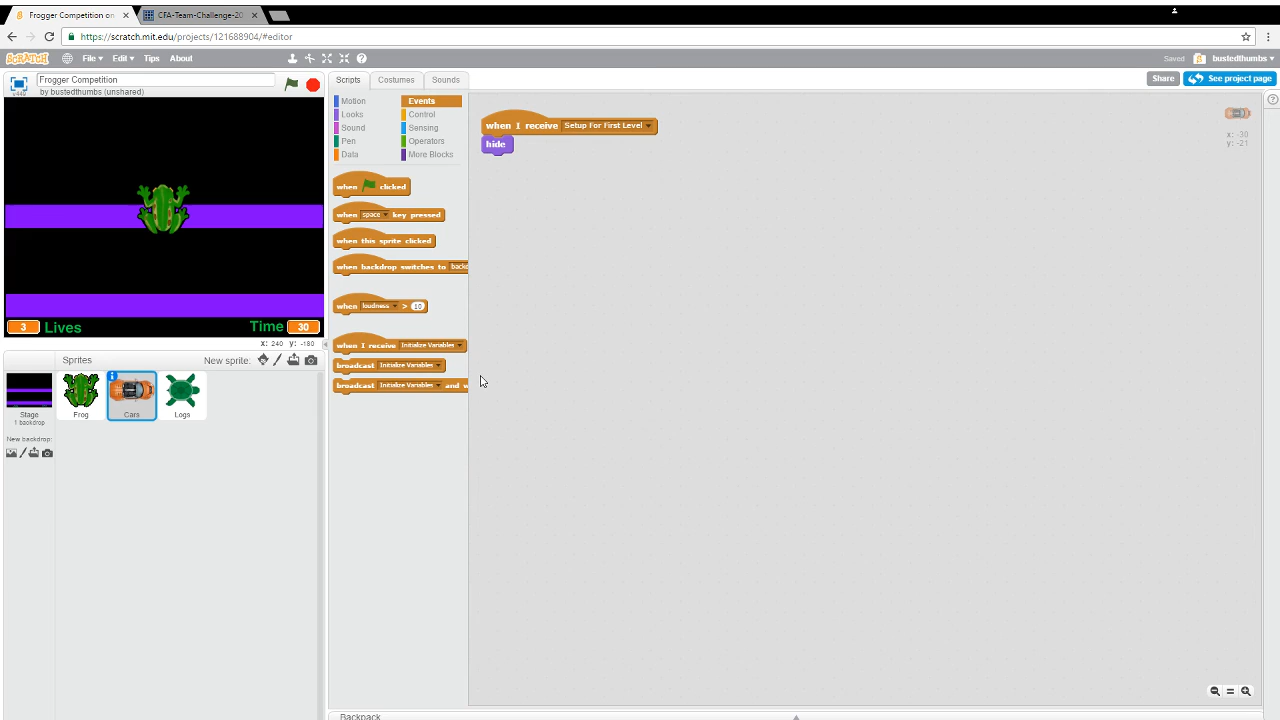 Frogger Competition on
CFA-Team-Challenge-20
https://scratch.mit.edu/projects/121688904/#editor
SCRATCH File Edit Tips About Saved bustedthumbs
Frogger Competition
by bustedthumbs (unshared)
v446
Scripts Costumes Sounds
Share See project page
Motion Events
Looks Control
Sound Sensing
Pen Operators
Data More Blocks
when clicked
when space key pressed
when this sprite clicked
when backdrop switches to back
when loudness > 10
when I receive Initialize Variables
broadcast Initialize Variables
broadcast Initialize Variables and w
when I receive Setup For First Level
hide
x: -30
y: -21
3 Lives Time 30
x: 240 y: -180
Sprites New sprite:
Stage
1 backdrop
New backdrop:
Frog Cars Logs
Backpack